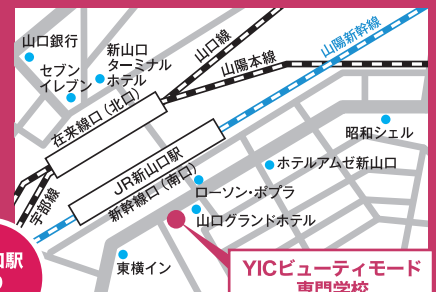 山口銀行
セブン
イレブン
新山口
ターミナル
ホテル
山口線
山陽本線
山陽新幹線
在来線口（北口）
昭和シェル
JR新山口駅
新幹線口（南口）
ホテルアムゼ新山口
ローソン・ポプラ
宇部線
山口グランドホテル
口駅
東横イン
YICビューティモード
専門学校